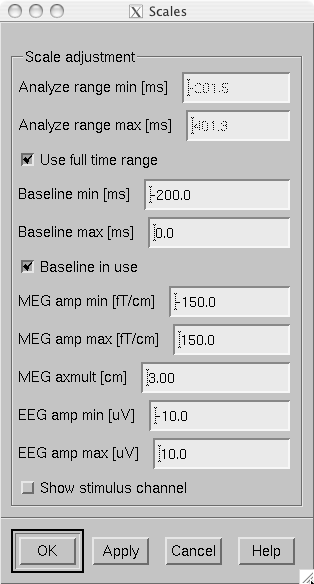 Scales
Scale adjustment
Analyze range min [ms] -201.5
Analyze range max [ms] 401.3
Use full time range
Baseline min [ms] -200.0
Baseline max [ms] 0.0
Baseline in use
MEG amp min [fT/cm] -150.0
MEG amp max [fT/cm] 150.0
MEG axmult [cm] 3.00
EEG amp min [uV] -10.0
EEG amp max [uV] 10.0
Show stimulus channel
OK Apply Cancel Help